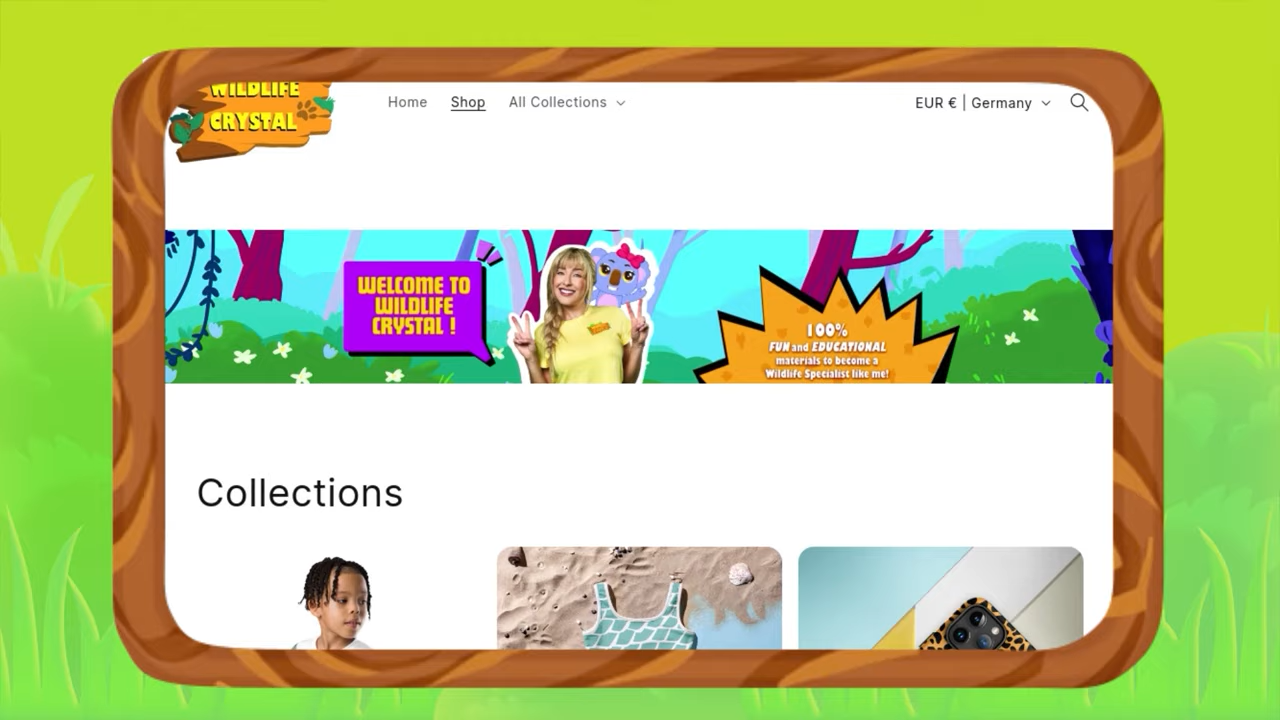 WILDLIFE
CRYSTAL
Home Shop All Collections
EUR € | Germany
WELCOME TO
WILDLIFE
CRYSTAL !
100%
FUN and EDUCATIONAL
materials to become a
Wildlife Specialist like me!
Collections